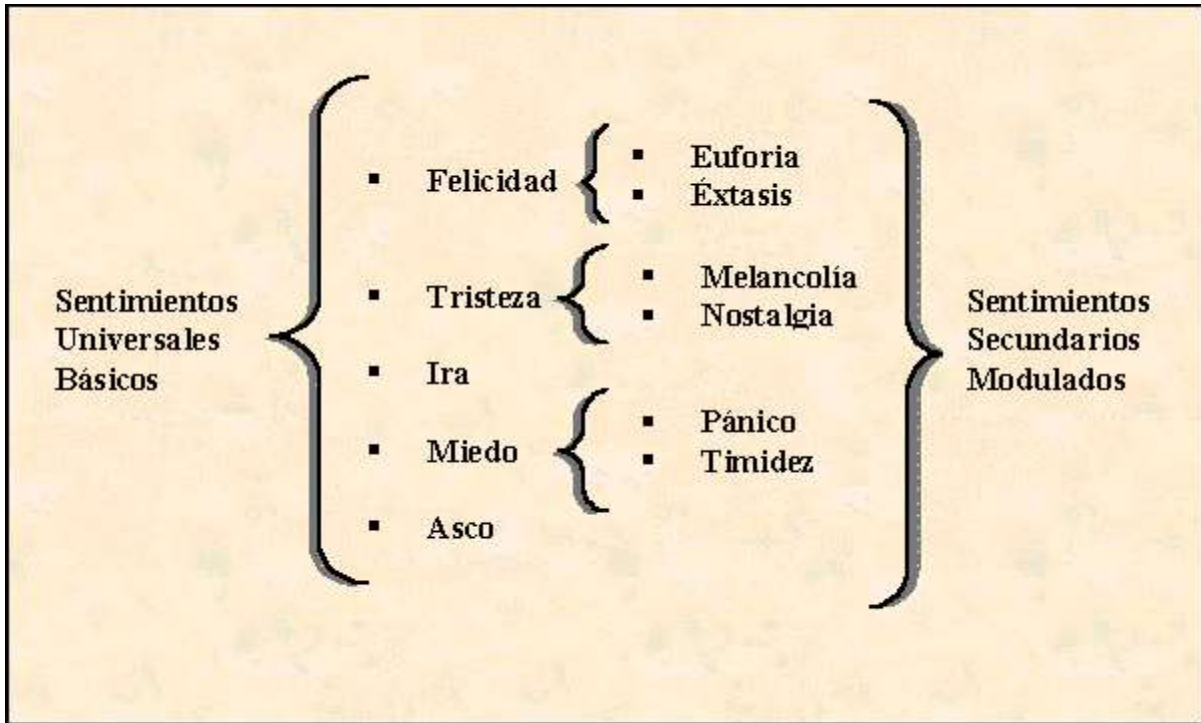 Sentimientos
Universales
Básicos
▪ Felicidad
▪ Euforia
▪ Éxtasis
▪ Tristeza
▪ Melancolía
▪ Nostalgia
▪ Ira
▪ Miedo
▪ Pánico
▪ Timidez
▪ Asco
Sentimientos
Secundarios
Modulados